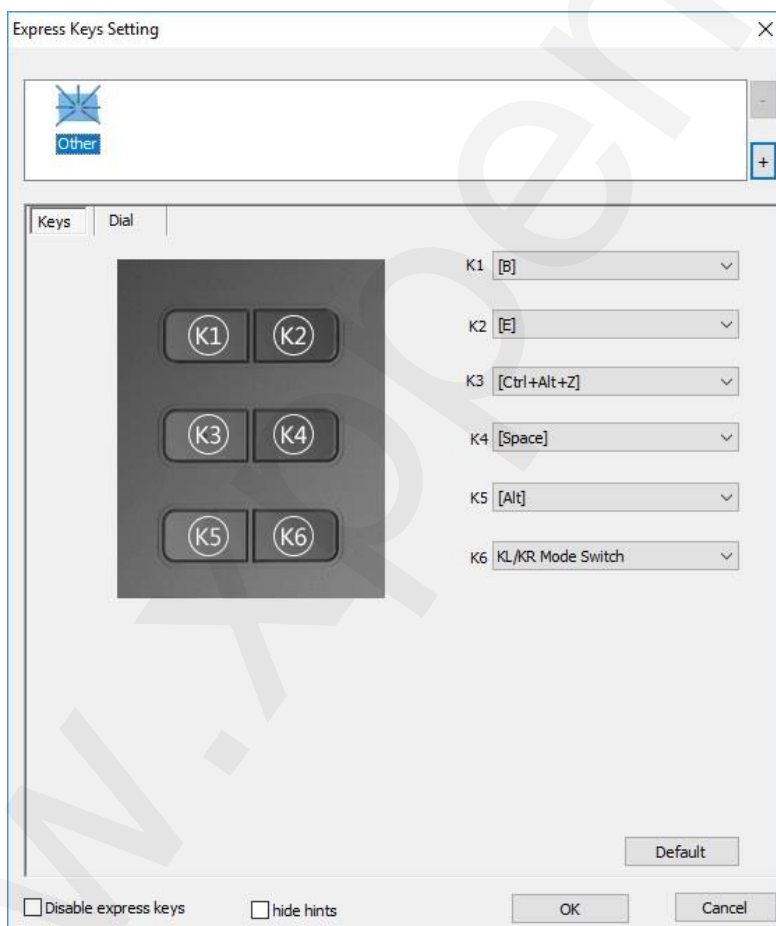 Express Keys Setting
Other
-
+
Keys
Dial
K1 [B]
K2 [E]
K3 [Ctrl+Alt+Z]
K4 [Space]
K5 [Alt]
K6 KL/KR Mode Switch
K1 K2
K3 K4
K5 K6
Default
Disable express keys
hide hints
OK
Cancel
w.xppen